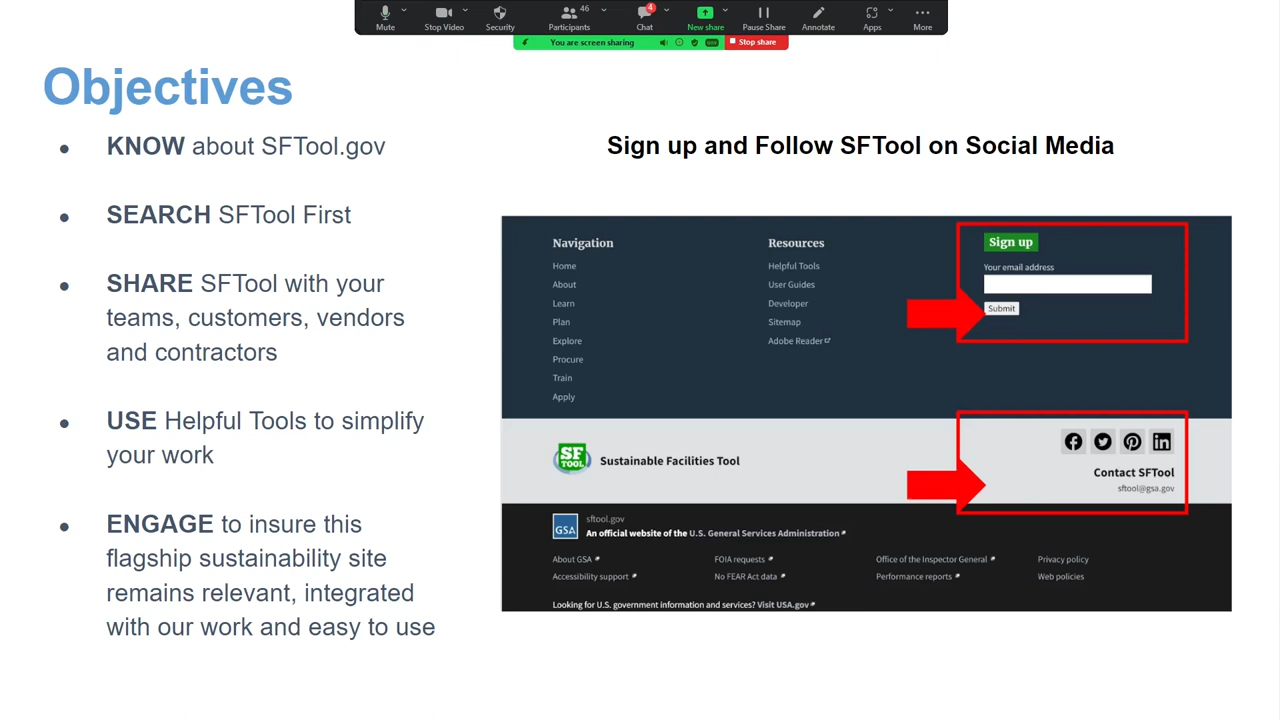 Mute
Stop Video
Security
46
Participants
4
Chat
New share
Pause Share
Annotate
Apps
More
You are screen sharing
Stop share
Objectives
• KNOW about SFTool.gov
• SEARCH SFTool First
• SHARE SFTool with your
teams, customers, vendors
and contractors
• USE Helpful Tools to simplify
your work
• ENGAGE to insure this
flagship sustainability site
remains relevant, integrated
with our work and easy to use
Sign up and Follow SFTool on Social Media
Navigation
Home
About
Learn
Plan
Explore
Procure
Train
Apply
Resources
Helpful Tools
User Guides
Developer
Sitemap
Adobe Reader
Sign up
Your email address
Submit
SF
TOOL
Sustainable Facilities Tool
Contact SFTool
sftool@gsa.gov
GSA
sftool.gov
An official website of the U.S. General Services Administration
About GSA
FOIA requests
Office of the Inspector General
Privacy policy
Accessibility support
No FEAR Act data
Performance reports
Web policies
Looking for U.S. government information and services? Visit USA.gov